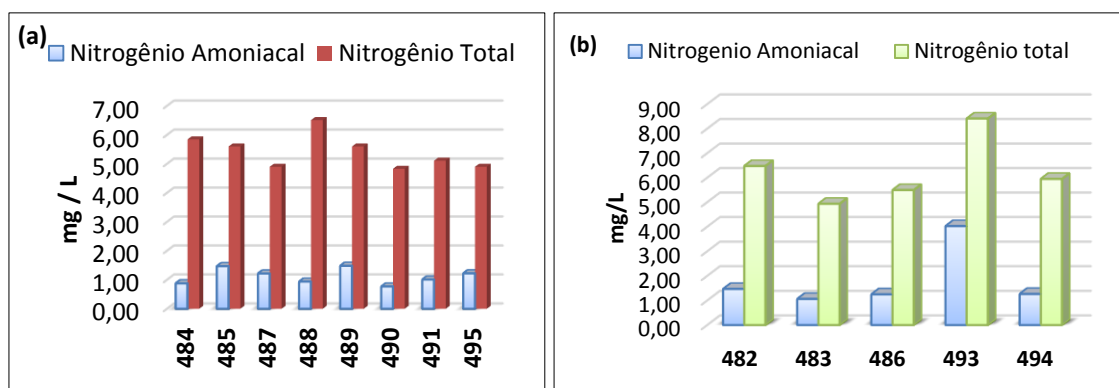 (a)
Nitrogênio Amoniacal Nitrogênio Total
7,00
6,00
5,00
4,00
3,00
2,00
1,00
0,00
mg / L
484 485 487 488 489 490 491 495
(b)
Nitrogenio Amoniacal Nitrogênio total
9,00
8,00
7,00
6,00
5,00
4,00
3,00
2,00
1,00
0,00
mg/L
482 483 486 493 494